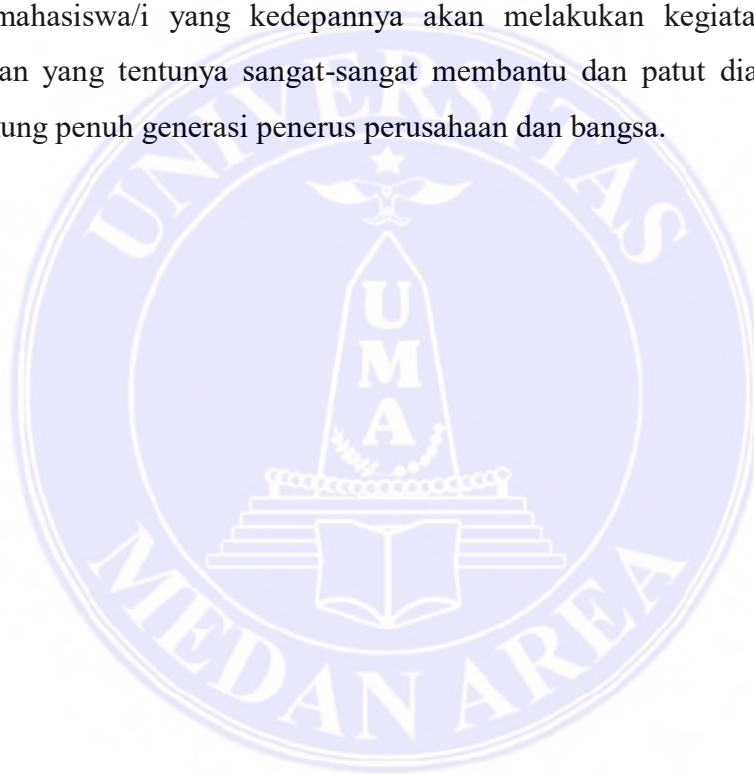 mahasiswa/i yang kedepannya akan melakukan kegiata
an yang tentunya sangat-sangat membantu dan patut dia
ung penuh generasi penerus perusahaan dan bangsa.
UNIVERSITAS
U
M
A
MEDAN AREA